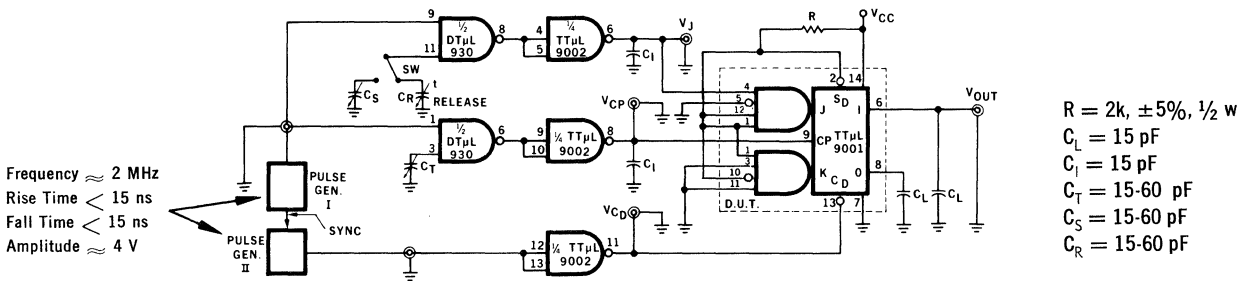 Frequency ≈ 2 MHz
Rise Time < 15 ns
Fall Time < 15 ns
Amplitude ≈ 4 V
PULSE
GEN.
I
SYNC
PULSE
GEN.
II
9
11
½
DTμL
930
8
4
5
¼
TTμL
9002
6
C_I
V_J
SW
C_S
C_R
t
RELEASE
1
3
½
DTμL
930
6
C_T
9
10
¼ TTμL
9002
8
V_CP
C_I
12
13
¼ TTμL
9002
11
V_CD
R
V_CC
2
14
4
5
12
1
1
3
10
11
D.U.T.
S_D
J
I
6
TTμL
9001
9
CP
K
C_D
0
8
13
7
C_L
C_L
V_OUT
R = 2k, ±5%, ½ w
C_L = 15 pF
C_I = 15 pF
C_T = 15-60 pF
C_S = 15-60 pF
C_R = 15-60 pF